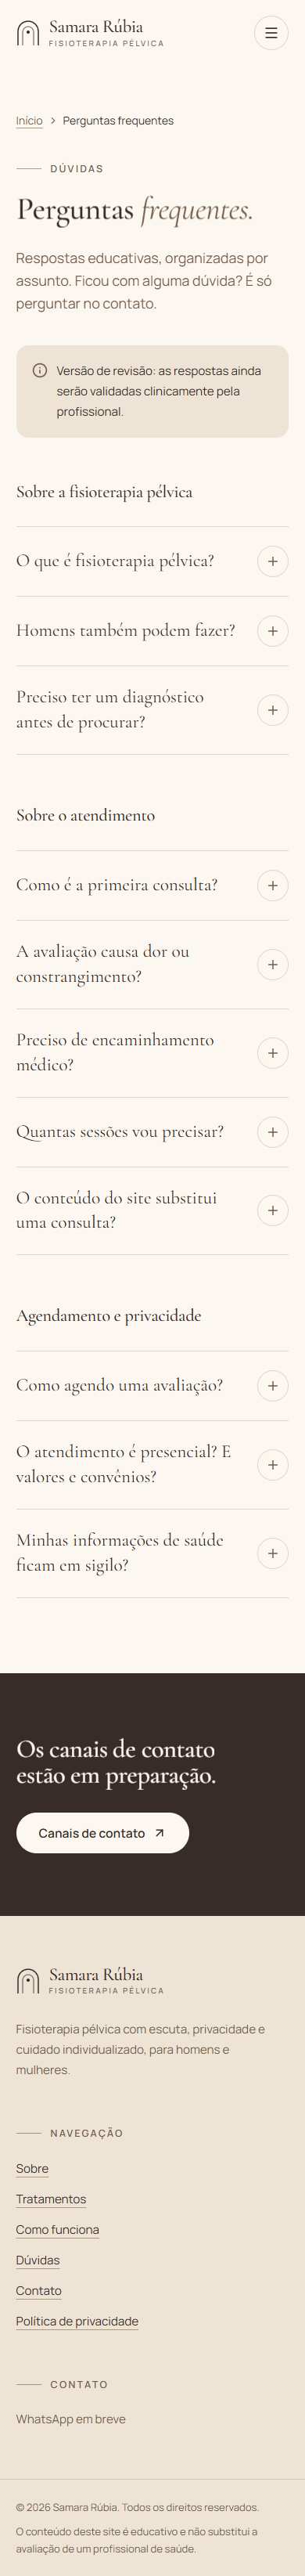 Samara Rúbia
FISIOTERAPIA PÉLVICA
Início > Perguntas frequentes
DÚVIDAS
Perguntas frequentes.
Respostas educativas, organizadas por
assunto. Ficou com alguma dúvida? É só
perguntar no contato.
Versão de revisão: as respostas ainda
serão validadas clinicamente pela
profissional.
Sobre a fisioterapia pélvica
O que é fisioterapia pélvica?
Homens também podem fazer?
Preciso ter um diagnóstico
antes de procurar?
Sobre o atendimento
Como é a primeira consulta?
A avaliação causa dor ou
constrangimento?
Preciso de encaminhamento
médico?
Quantas sessões vou precisar?
O conteúdo do site substitui
uma consulta?
Agendamento e privacidade
Como agendo uma avaliação?
O atendimento é presencial? E
valores e convênios?
Minhas informações de saúde
ficam em sigilo?
Os canais de contato
estão em preparação.
Canais de contato
Samara Rúbia
FISIOTERAPIA PÉLVICA
Fisioterapia pélvica com escuta, privacidade e
cuidado individualizado, para homens e
mulheres.
NAVEGAÇÃO
Sobre
Tratamentos
Como funciona
Dúvidas
Contato
Política de privacidade
CONTATO
WhatsApp em breve
© 2026 Samara Rúbia. Todos os direitos reservados.
O conteúdo deste site é educativo e não substitui a
avaliação de um profissional de saúde.